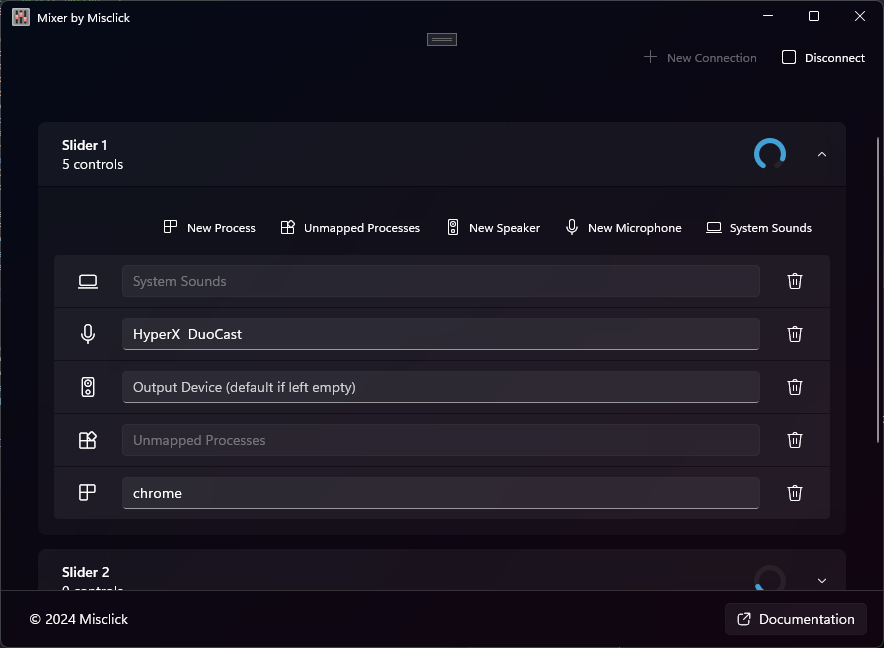 Mixer by Misclick
New Connection
Disconnect
Slider 1
5 controls
New Process
Unmapped Processes
New Speaker
New Microphone
System Sounds
System Sounds
HyperX  DuoCast
Output Device (default if left empty)
Unmapped Processes
chrome
Slider 2
0 controls
© 2024 Misclick
Documentation